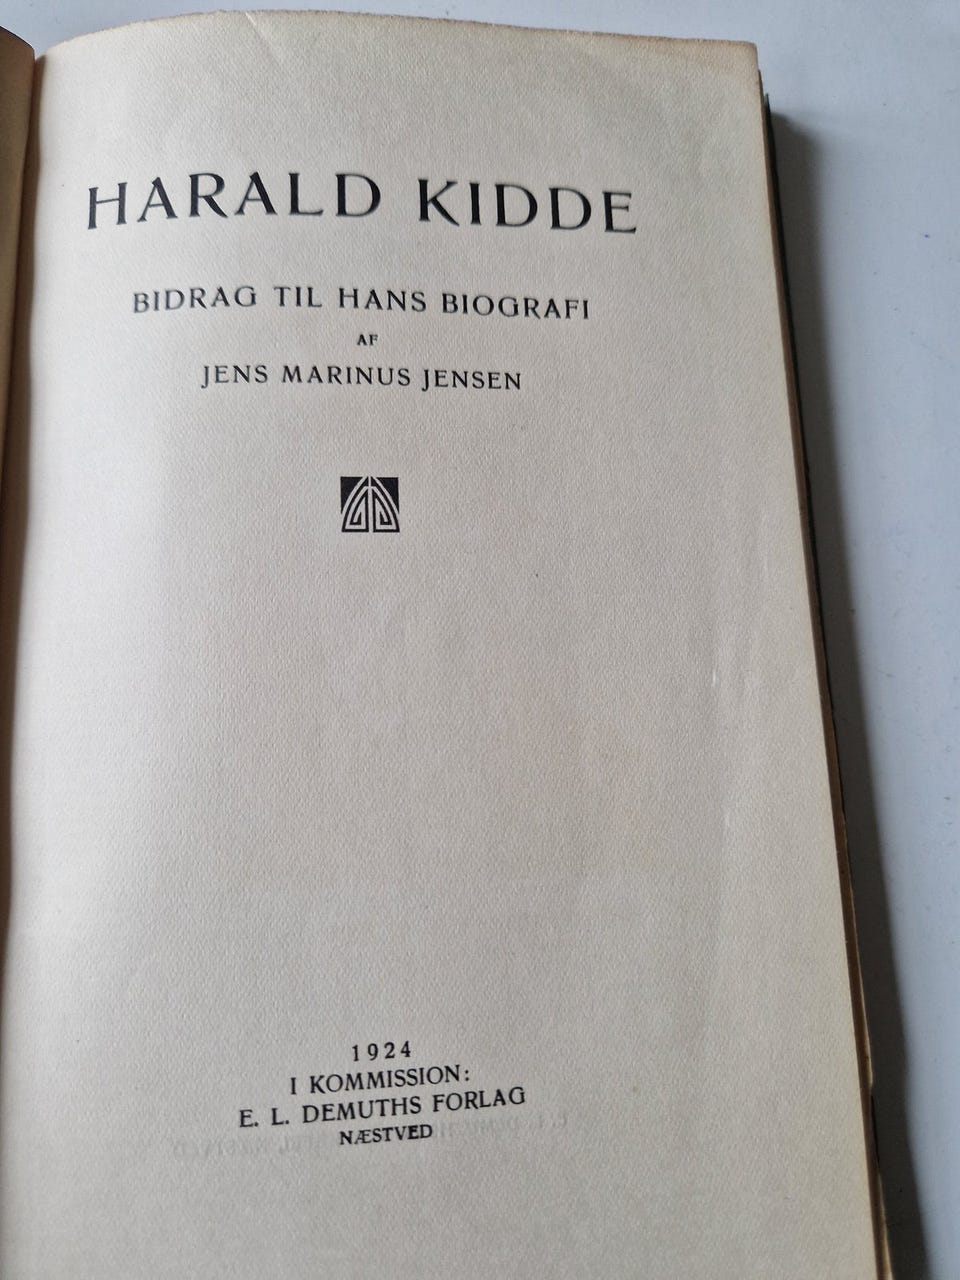 HARALD KIDDE
BIDRAG TIL HANS BIOGRAFI
AF
JENS MARINUS JENSEN
1924
I KOMMISSION:
E. L. DEMUTHS FORLAG
NÆSTVED